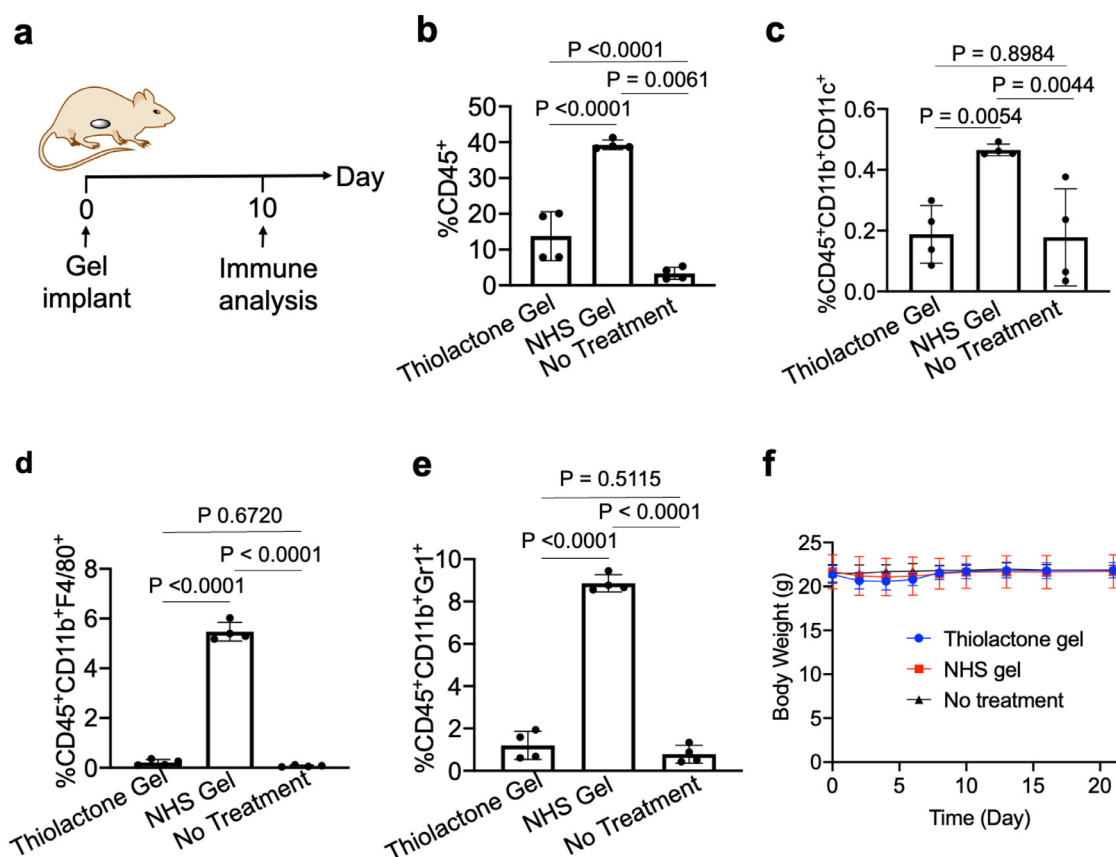 a
Day
0
10
Gel
implant
Immune
analysis
b
P <0.0001
P = 0.0061
<0.0001
%CD45+
50
40
30
20
10
0
Thiolactone Gel
NHS Gel
No Treatment
c
P = 0.8984
P = 0.0044
P = 0.0054
%CD45+CD11b+CD11c+
0.6
0.4
0.2
0.0
Thiolactone Gel
NHS Gel
No Treatment
d
P 0.6720
P < 0.0001
P <0.0001
%CD45+CD11b+F4/80+
8
6
4
2
0
Thiolactone Gel
NHS Gel
No Treatment
e
P = 0.5115
P < 0.0001
P <0.0001
%CD45+CD11b+Gr1+
10
8
6
4
2
0
Thiolactone Gel
NHS Gel
No Treatment
f
Body Weight (g)
25
22
17
13
8
4
0
Thiolactone gel
NHS gel
No treatment
0
5
10
15
20
Time (Day)